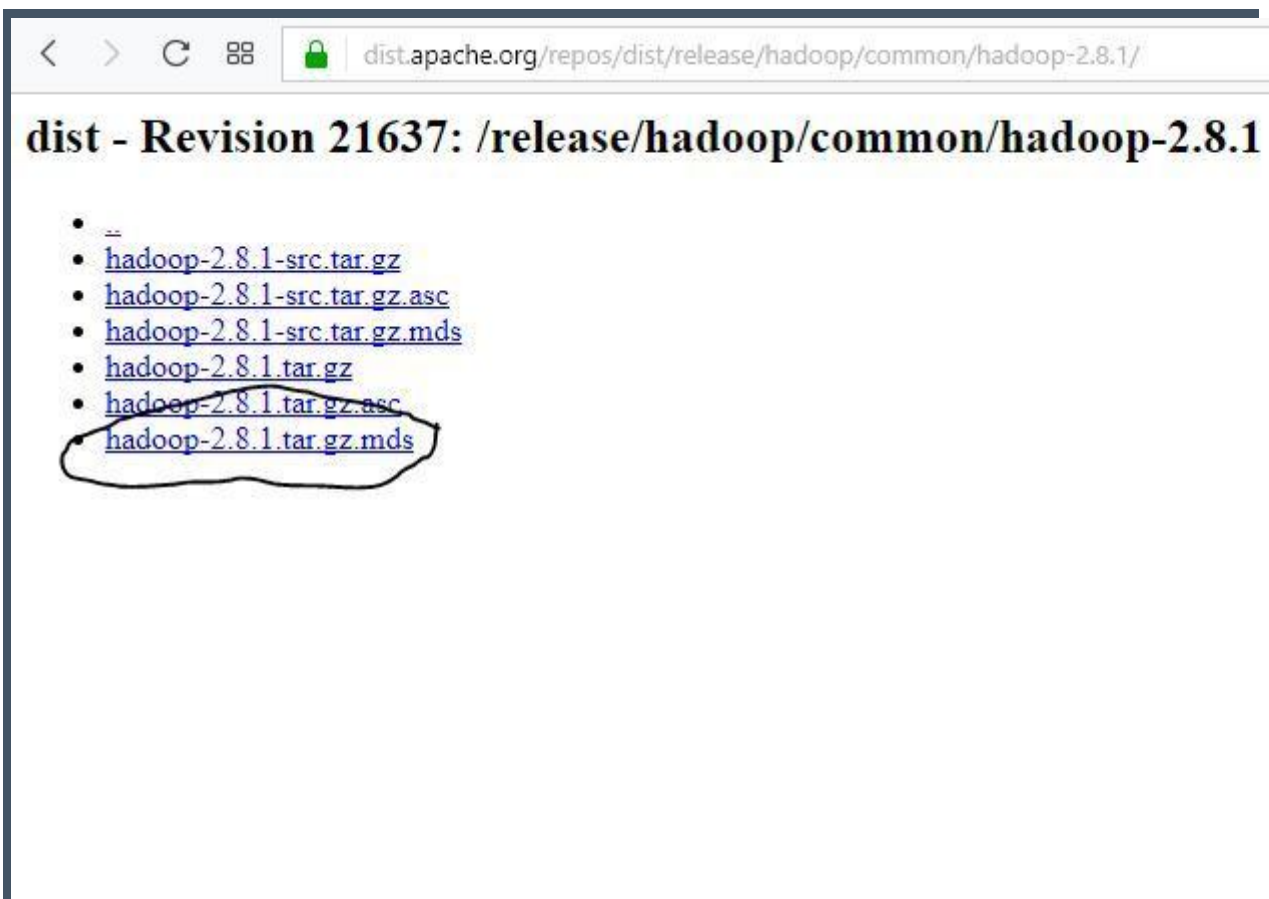 dist.apache.org/repos/dist/release/hadoop/common/hadoop-2.8.1/
dist - Revision 21637: /release/hadoop/common/hadoop-2.8.1
..
hadoop-2.8.1-src.tar.gz
hadoop-2.8.1-src.tar.gz.asc
hadoop-2.8.1-src.tar.gz.mds
hadoop-2.8.1.tar.gz
hadoop-2.8.1.tar.gz.asc
hadoop-2.8.1.tar.gz.mds